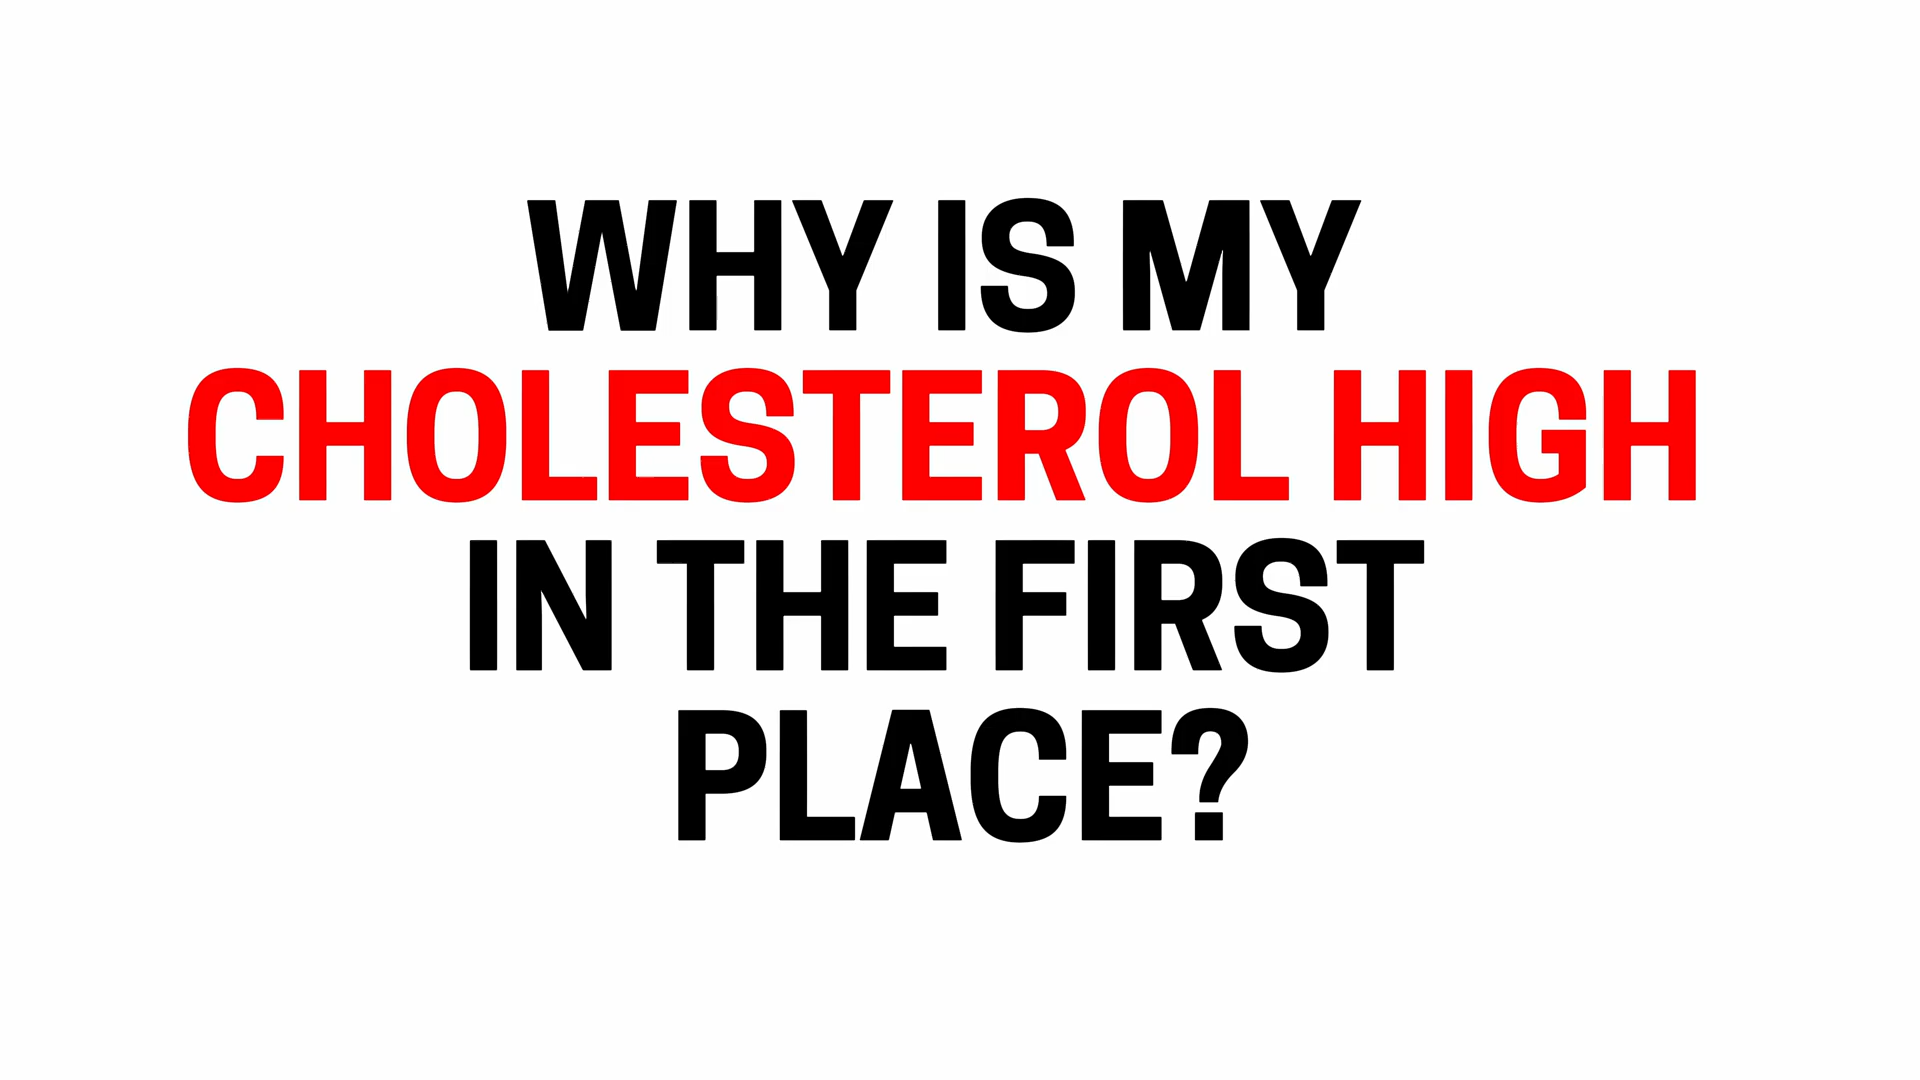 WHY IS MY
CHOLESTEROL HIGH
IN THE FIRST
PLACE?